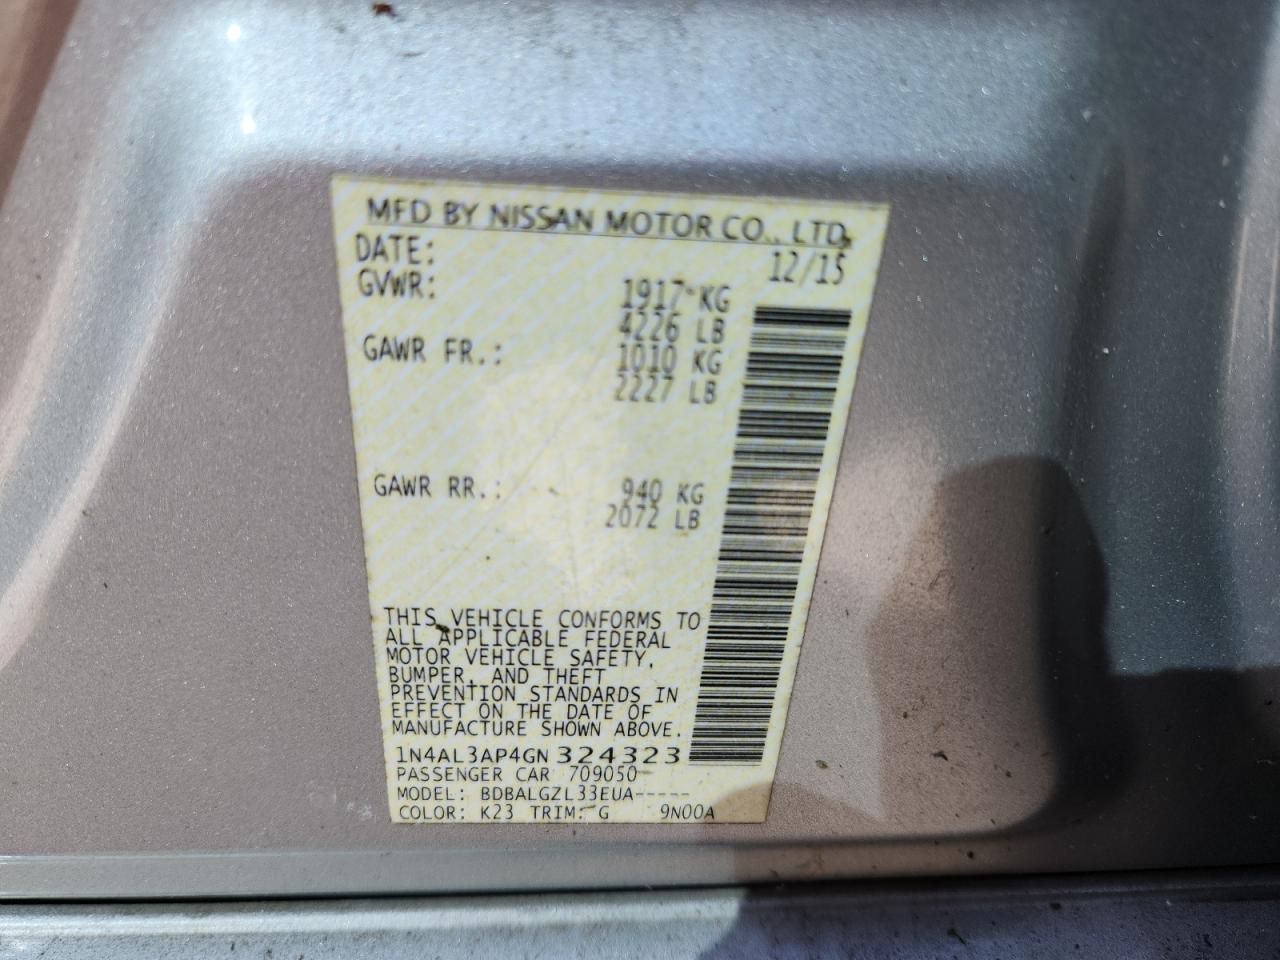 MFD BY NISSAN MOTOR CO., LTD.
DATE: 12/15
GVWR: 1917 KG
4226 LB
GAWR FR.: 1010 KG
2227 LB
GAWR RR.: 940 KG
2072 LB
THIS VEHICLE CONFORMS TO
ALL APPLICABLE FEDERAL
MOTOR VEHICLE SAFETY,
BUMPER, AND THEFT
PREVENTION STANDARDS IN
EFFECT ON THE DATE OF
MANUFACTURE SHOWN ABOVE.
1N4AL3AP4GN 324323
PASSENGER CAR 709050
MODEL: BDBALGZL33EUA-----
COLOR: K23 TRIM: G 9N00A